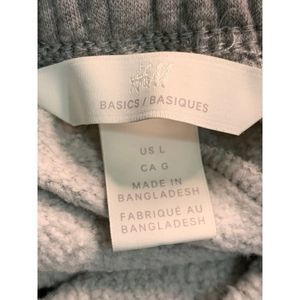 H&M
BASICS / BASIQUES
US L
CA G
MADE IN
BANGLADESH
FABRIQUÉ AU
BANGLADESH